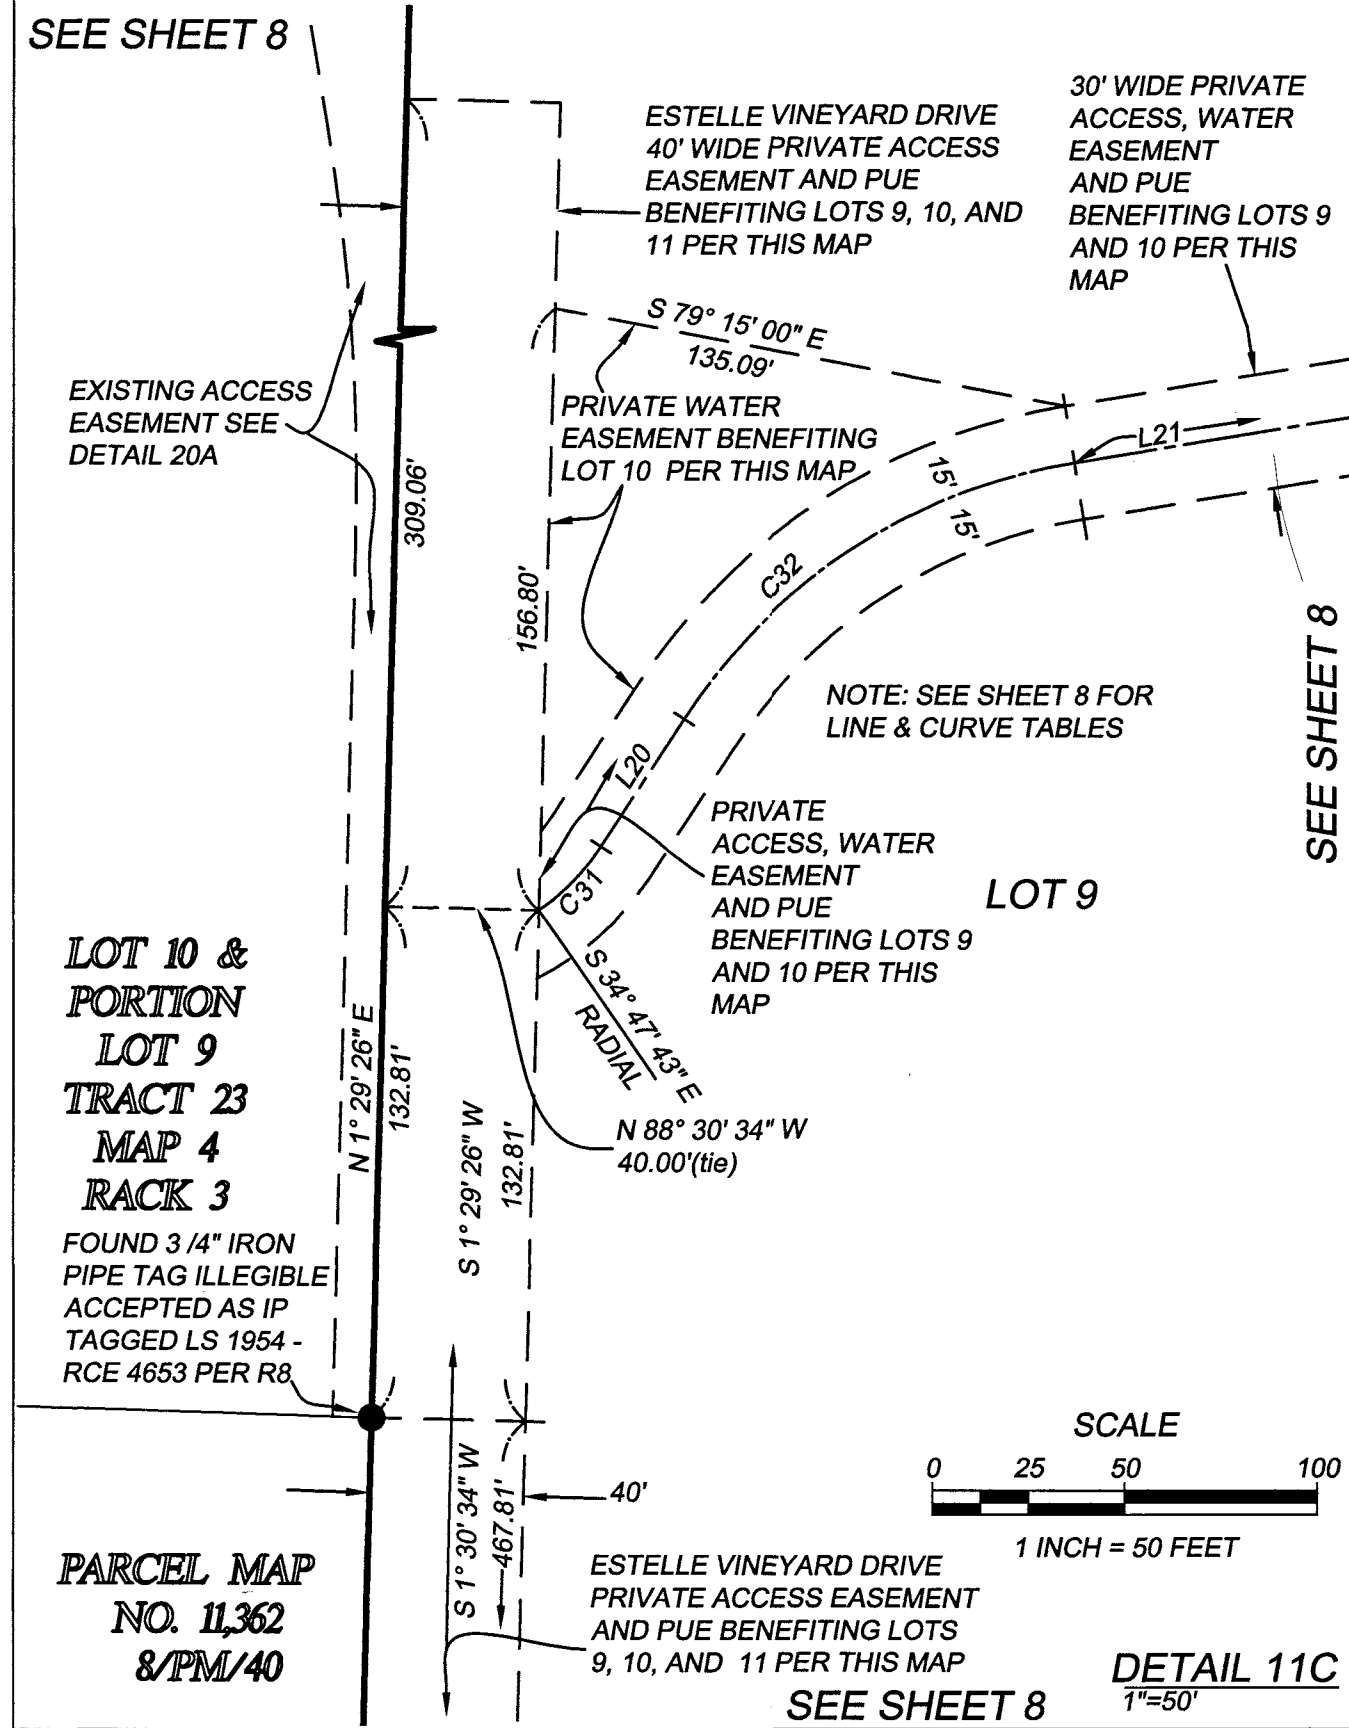 SEE SHEET 8
ESTELLE VINEYARD DRIVE
40' WIDE PRIVATE ACCESS
EASEMENT AND PUE
BENEFITING LOTS 9, 10, AND
11 PER THIS MAP
30' WIDE PRIVATE
ACCESS, WATER
EASEMENT
AND PUE
BENEFITING LOTS 9
AND 10 PER THIS
MAP
S 79° 15' 00" E
135.09'
EXISTING ACCESS
EASEMENT SEE
DETAIL 20A
309.06'
PRIVATE WATER
EASEMENT BENEFITING
LOT 10 PER THIS MAP
L21
15'
15'
C32
156.80'
SEE SHEET 8
NOTE: SEE SHEET 8 FOR
LINE & CURVE TABLES
L20
PRIVATE
ACCESS, WATER
EASEMENT
AND PUE
BENEFITING LOTS 9
AND 10 PER THIS
MAP
C31
LOT 9
LOT 10 &
PORTION
LOT 9
TRACT 23
MAP 4
RACK 3
N 1° 29' 26" E
132.81'
S 34° 47' 43" E
RADIAL
S 1° 29' 26" W
132.81'
N 88° 30' 34" W
40.00'(tie)
FOUND 3 /4" IRON
PIPE TAG ILLEGIBLE
ACCEPTED AS IP
TAGGED LS 1954 -
RCE 4653 PER R8
SCALE
0 25 50 100
1 INCH = 50 FEET
S 1° 30' 34" W
467.81'
40'
PARCEL MAP
NO. 11,362
8/PM/40
ESTELLE VINEYARD DRIVE
PRIVATE ACCESS EASEMENT
AND PUE BENEFITING LOTS
9, 10, AND 11 PER THIS MAP
SEE SHEET 8
DETAIL 11C
1"=50'